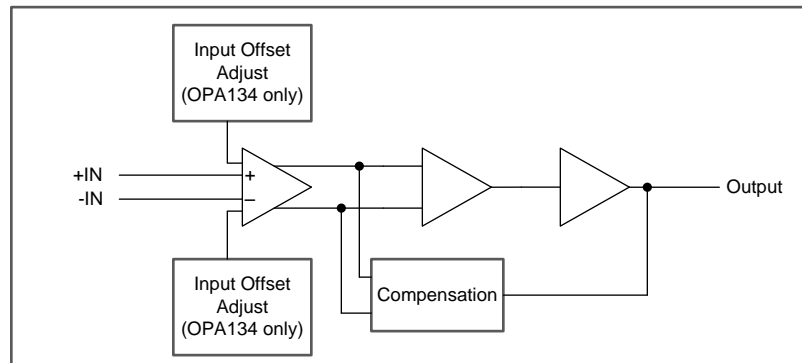 Input Offset
Adjust
(OPA134 only)
+IN
-IN
+
–
Output
Input Offset
Adjust
(OPA134 only)
Compensation